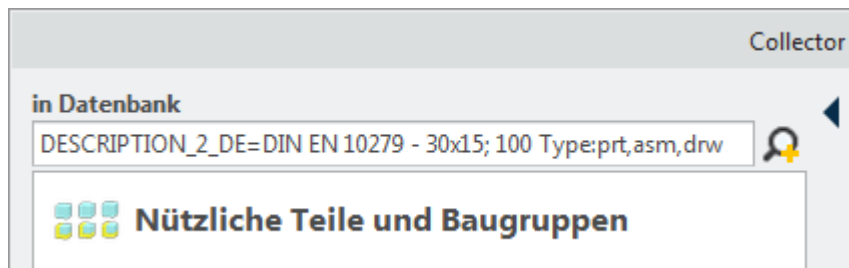 Collector
in Datenbank
DESCRIPTION_2_DE=DIN EN 10279 - 30x15; 100 Type:prt,asm,drw
Nützliche Teile und Baugruppen